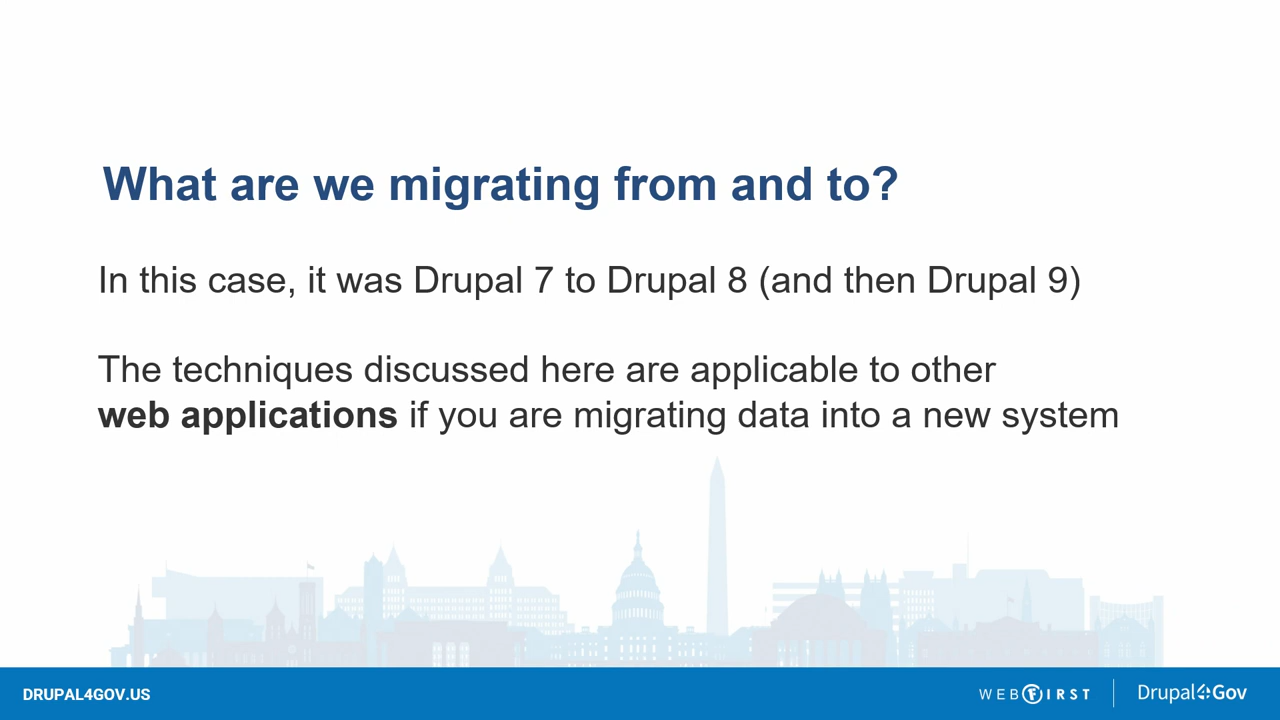 What are we migrating from and to?
In this case, it was Drupal 7 to Drupal 8 (and then Drupal 9)
The techniques discussed here are applicable to other
web applications if you are migrating data into a new system
DRUPAL4GOV.US
WEBFIRST
Drupal4Gov